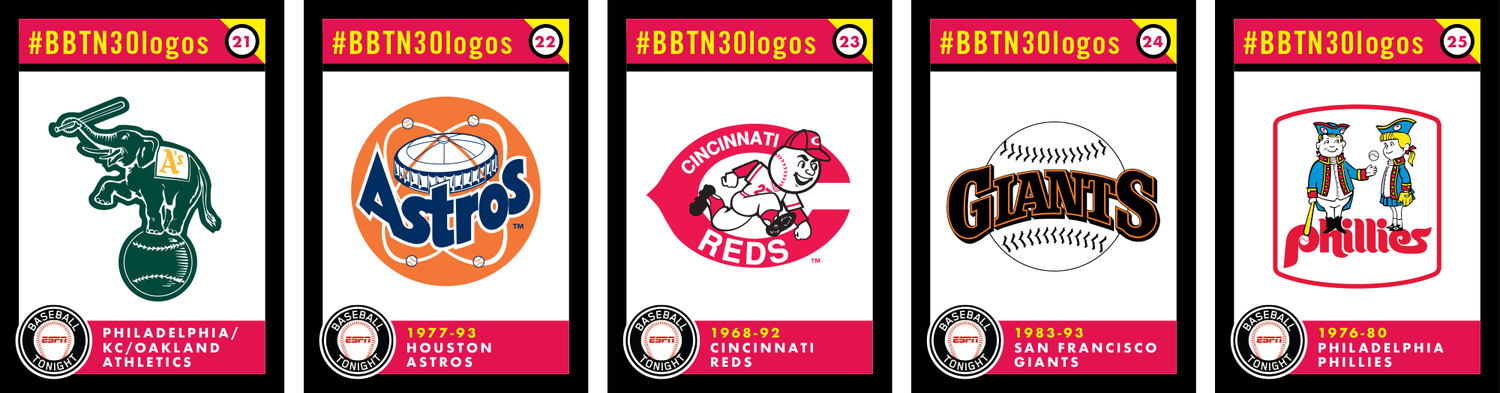 #BBTN30logos 21
A's
BASEBALL
ESPN
TONIGHT
PHILADELPHIA/
KC/OAKLAND
ATHLETICS
#BBTN30logos 22
Astros
TM
BASEBALL
ESPN
TONIGHT
1977-93
HOUSTON
ASTROS
#BBTN30logos 23
CINCINNATI
C
REDS
TM
BASEBALL
ESPN
TONIGHT
1968-92
CINCINNATI
REDS
#BBTN30logos 24
GIANTS
BASEBALL
ESPN
TONIGHT
1983-93
SAN FRANCISCO
GIANTS
#BBTN30logos 25
phillies
BASEBALL
ESPN
TONIGHT
1976-80
PHILADELPHIA
PHILLIES